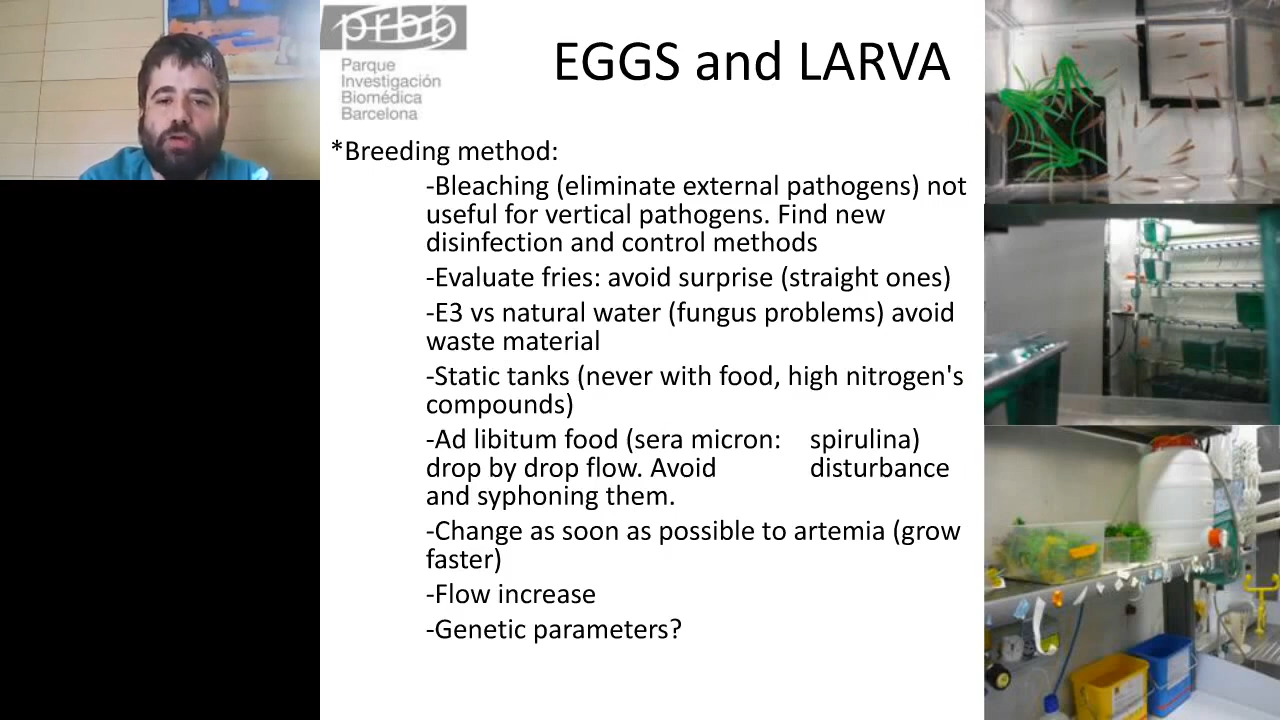 prbb
Parque
Investigación
Biomédica
Barcelona
EGGS and LARVA
*Breeding method:
-Bleaching (eliminate external pathogens) not
useful for vertical pathogens. Find new
disinfection and control methods
-Evaluate fries: avoid surprise (straight ones)
-E3 vs natural water (fungus problems) avoid
waste material
-Static tanks (never with food, high nitrogen's
compounds)
-Ad libitum food (sera micron: spirulina)
drop by drop flow. Avoid disturbance
and syphoning them.
-Change as soon as possible to artemia (grow
faster)
-Flow increase
-Genetic parameters?